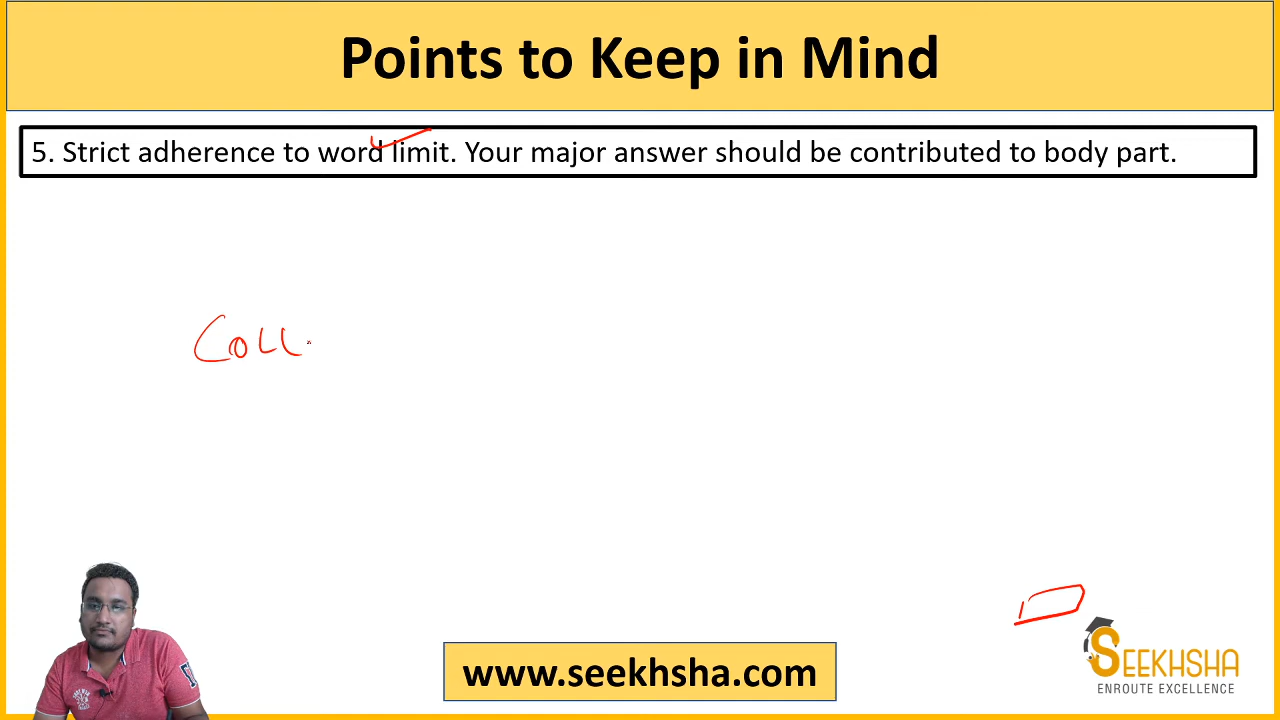 Points to Keep in Mind
5. Strict adherence to word limit. Your major answer should be contributed to body part.
Coll
www.seekhsha.com
SEEKHSHA
ENROUTE EXCELLENCE